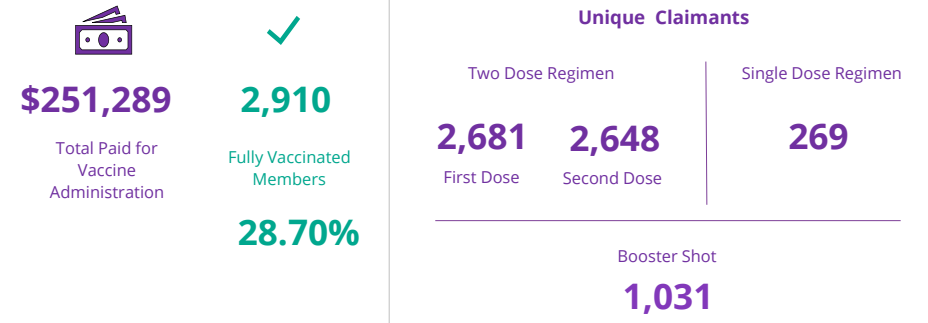 $251,289
Total Paid for
Vaccine
Administration
2,910
Fully Vaccinated
Members
28.70%
Unique Claimants
Two Dose Regimen
2,681
First Dose
2,648
Second Dose
Single Dose Regimen
269
Booster Shot
1,031